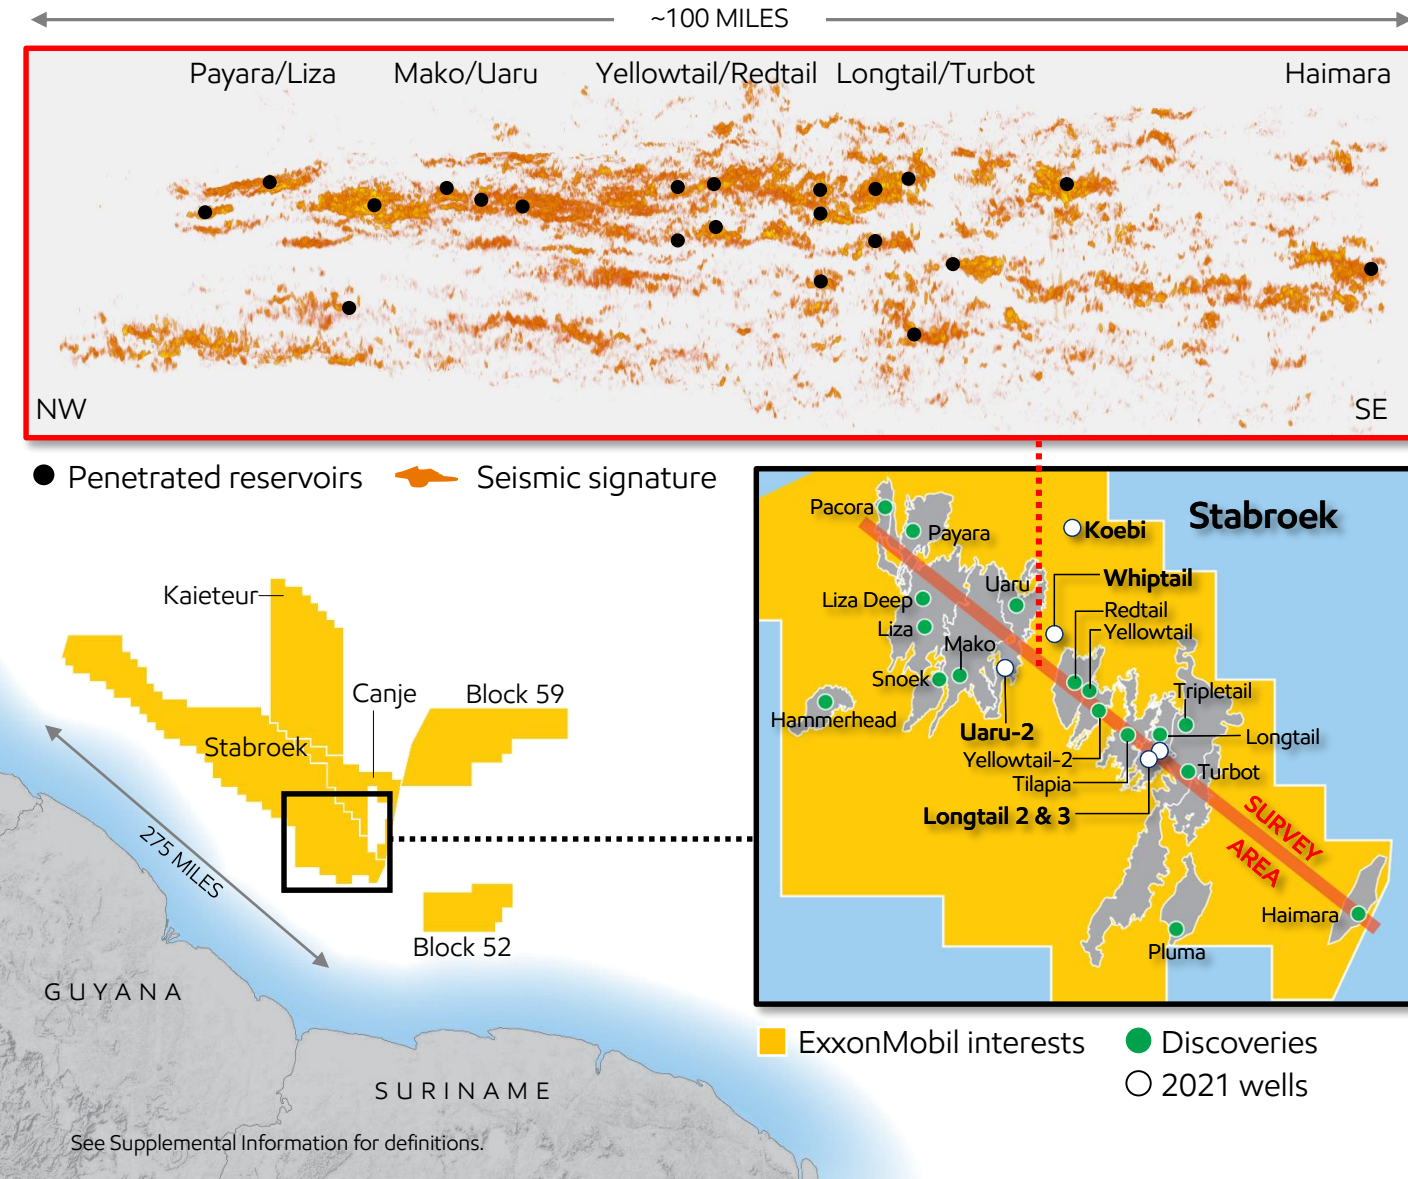 ~100 MILES
Payara/Liza Mako/Uaru Yellowtail/Redtail Longtail/Turbot Haimara
NW SE
Penetrated reservoirs Seismic signature
Kaieteur
Canje
Block 59
Stabroek
275 MILES
Block 52
GUYANA
SURINAME
See Supplemental Information for definitions.
Stabroek
Pacora
Payara
Koebi
Whiptail
Uaru
Liza Deep
Redtail
Liza
Yellowtail
Mako
Snoek
Tripletail
Hammerhead
Uaru-2
Longtail
Yellowtail-2
Turbot
Tilapia
Longtail 2 & 3
SURVEY
AREA
Haimara
Pluma
ExxonMobil interests Discoveries
2021 wells